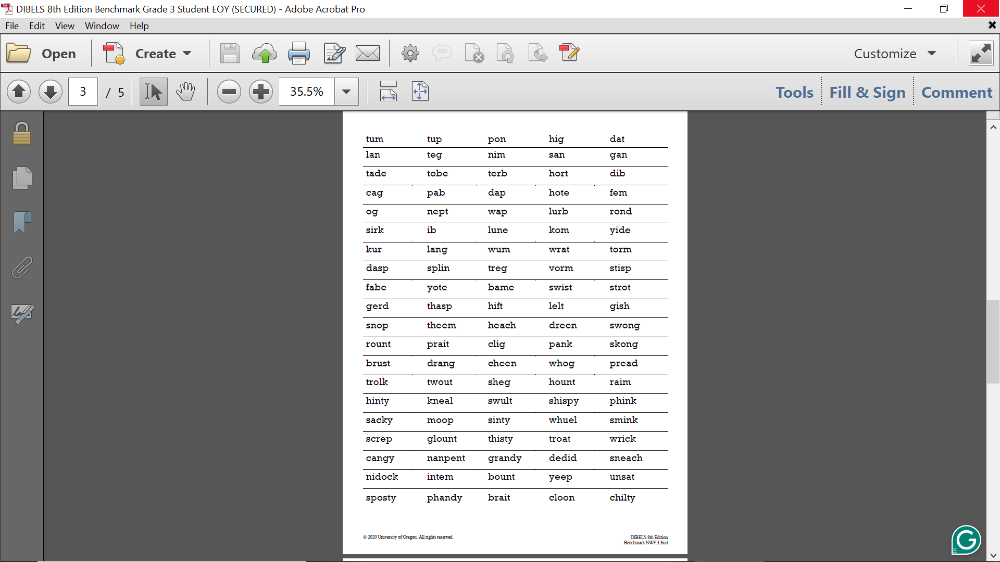 DIBELS 8th Edition Benchmark Grade 3 Student EOY (SECURED) - Adobe Acrobat Pro
File Edit View Window Help
Open Create Customize
3 / 5 35.5% Tools Fill & Sign Comment
tum tup pon hig dat
lan teg nim san gan
tade tobe terb hort dib
cag pab dap hote fem
og nept wap lurb rond
sirk ib lune kom yide
kur lang wum wrat torm
dasp splin treg vorm stisp
fabe yote bame swist strot
gerd thasp hift lelt gish
snop theem heach dreen swong
rount prait clig pank skong
brust drang cheen whog pread
trolk twout sheg hount raim
hinty kneal swult shispy phink
sacky moop sinty whuel smink
screp glount thisty troat wrick
cangy nanpent grandy dedid sneach
nidock intem bount yeep unsat
sposty phandy brait cloon chilty
© 2020 University of Oregon. All rights reserved. DIBELS 8th Edition
Benchmark NWF.3.End